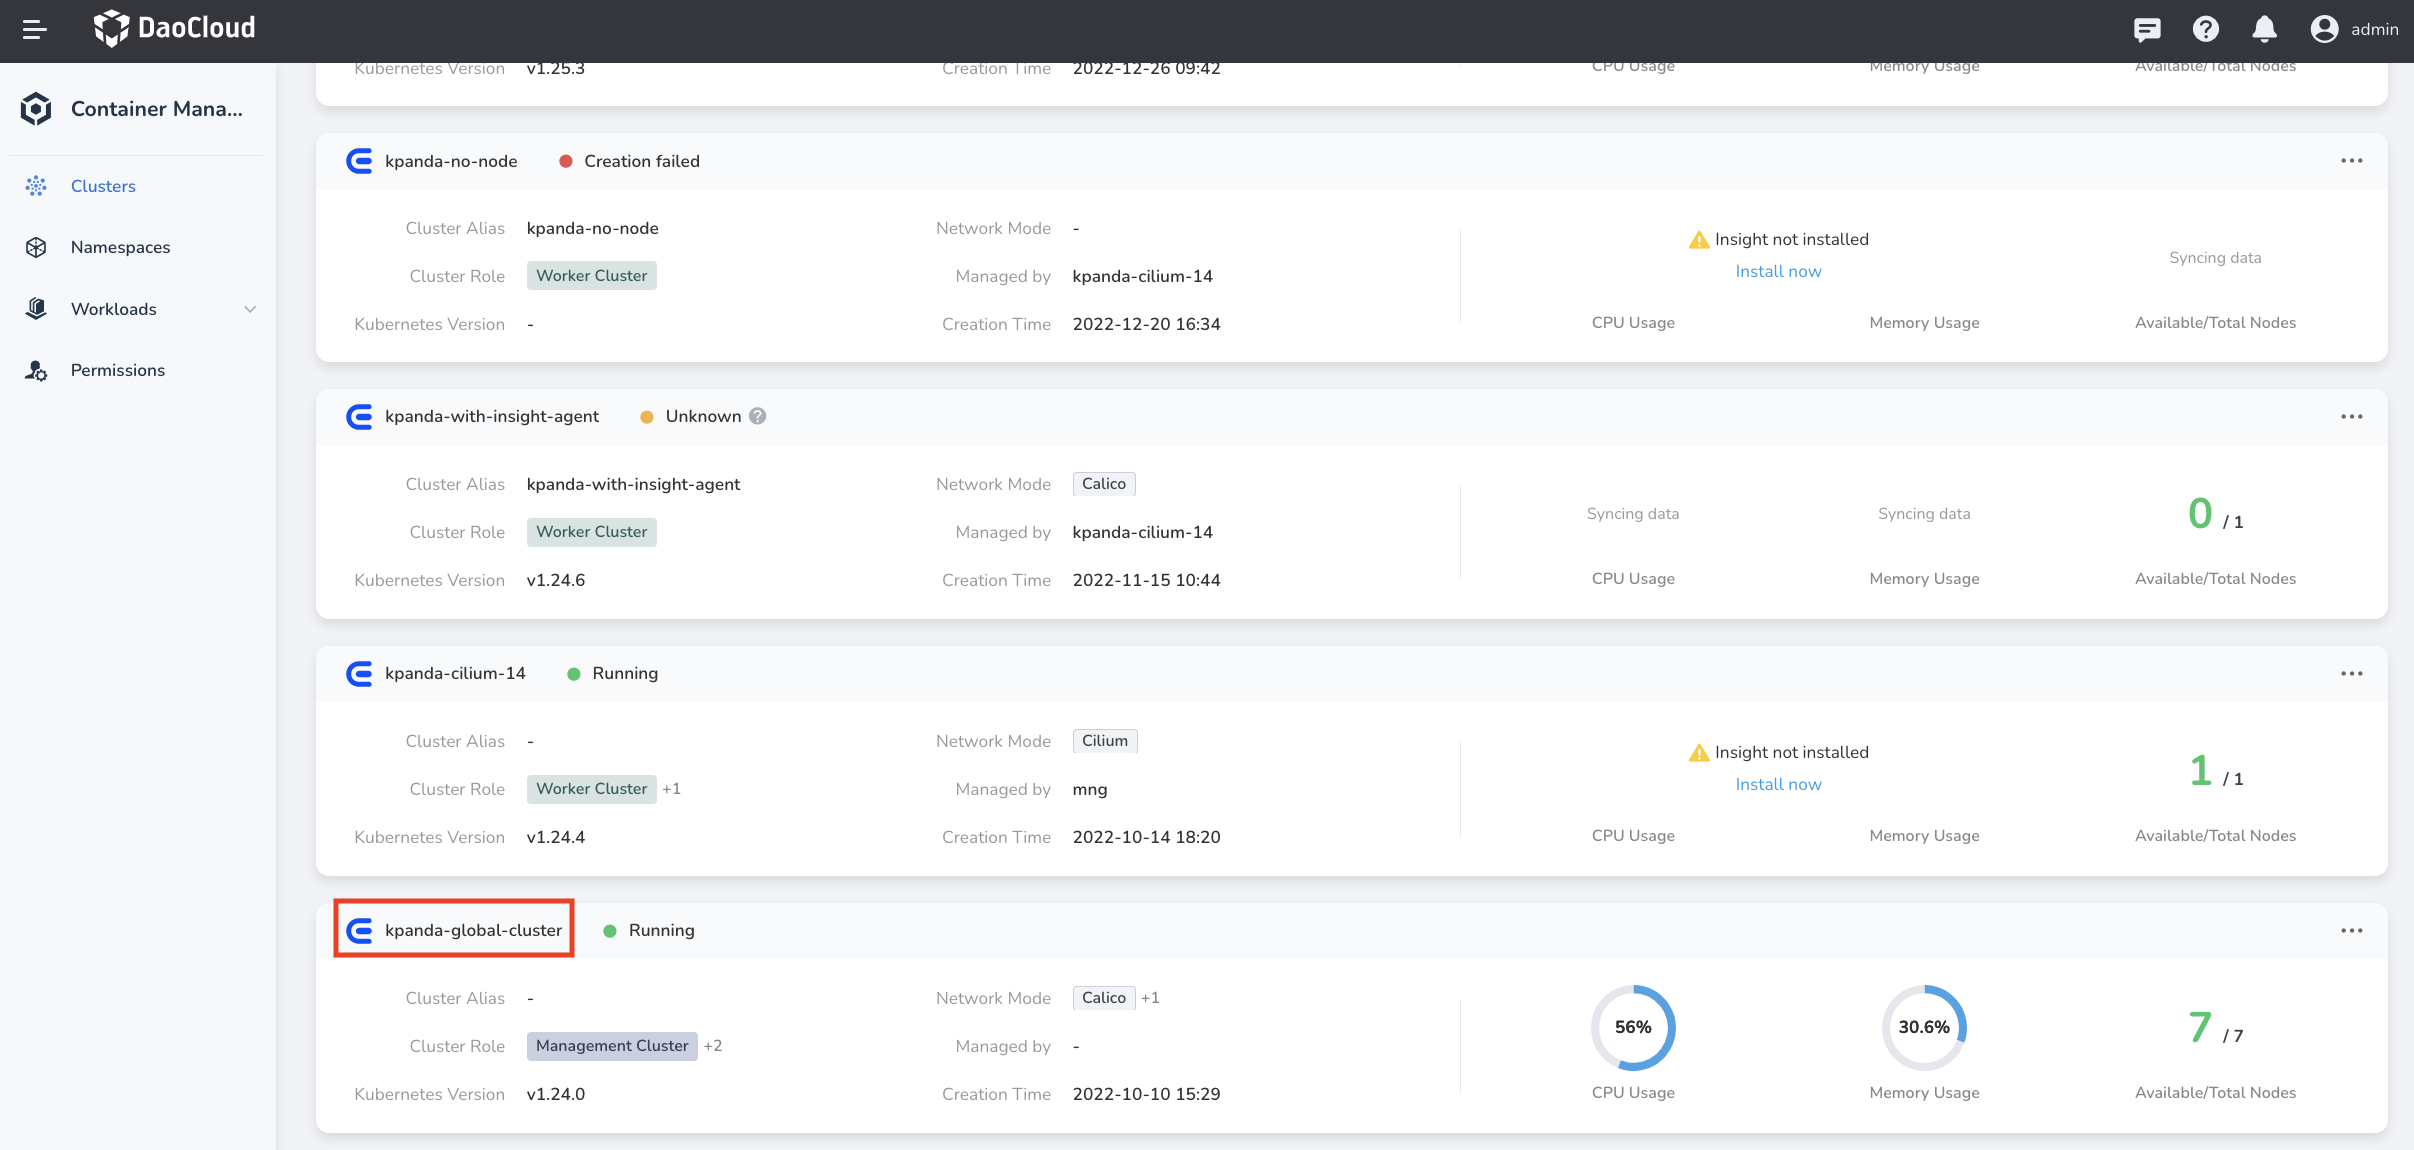 DaoCloud
admin
Container Mana...
Clusters
Namespaces
Workloads
Permissions
Kubernetes Version v1.25.3 Creation Time 2022-12-26 09:42 CPU Usage Memory Usage Available/Total Nodes
kpanda-no-node Creation failed
Cluster Alias kpanda-no-node Network Mode -
Insight not installed
Install now
Syncing data
Cluster Role Worker Cluster Managed by kpanda-cilium-14
Kubernetes Version - Creation Time 2022-12-20 16:34
CPU Usage Memory Usage Available/Total Nodes
kpanda-with-insight-agent Unknown
Cluster Alias kpanda-with-insight-agent Network Mode Calico
Syncing data Syncing data 0 / 1
Cluster Role Worker Cluster Managed by kpanda-cilium-14
Kubernetes Version v1.24.6 Creation Time 2022-11-15 10:44
CPU Usage Memory Usage Available/Total Nodes
kpanda-cilium-14 Running
Cluster Alias - Network Mode Cilium
Insight not installed
Install now
1 / 1
Cluster Role Worker Cluster +1 Managed by mng
Kubernetes Version v1.24.4 Creation Time 2022-10-14 18:20
CPU Usage Memory Usage Available/Total Nodes
kpanda-global-cluster Running
Cluster Alias - Network Mode Calico +1
56% 30.6% 7 / 7
Cluster Role Management Cluster +2 Managed by -
Kubernetes Version v1.24.0 Creation Time 2022-10-10 15:29
CPU Usage Memory Usage Available/Total Nodes